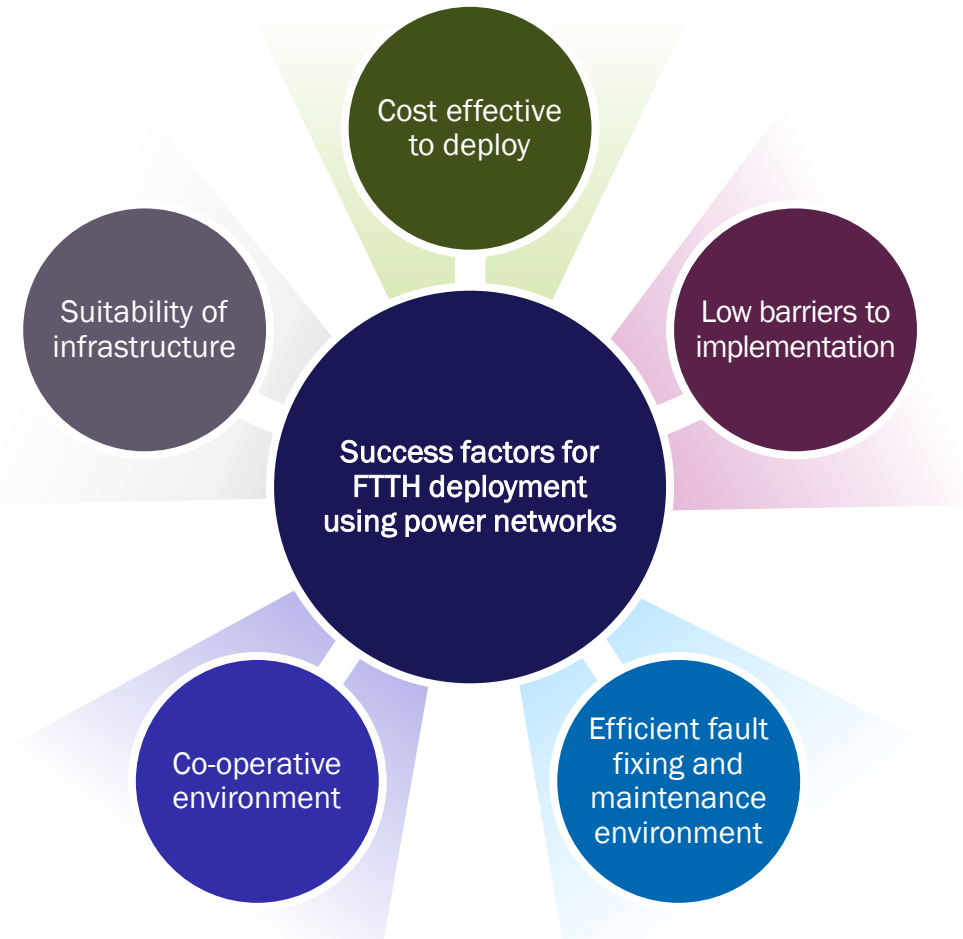 Cost effective
to deploy
Suitability of
infrastructure
Low barriers to
implementation
Success factors for
FTTH deployment
using power networks
Co-operative
environment
Efficient fault
fixing and
maintenance
environment